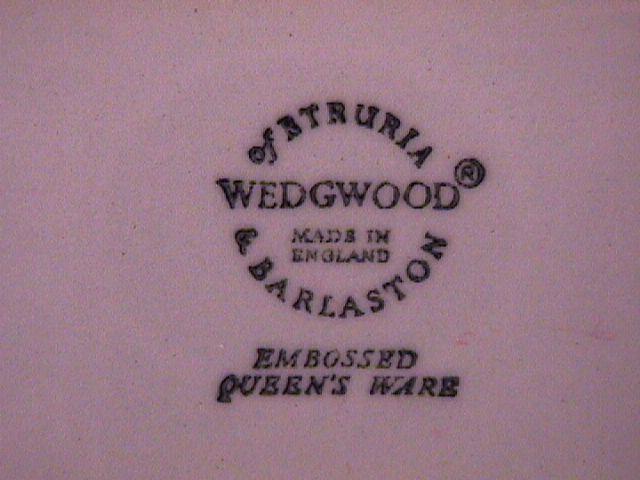 of ETRURIA
WEDGWOOD®
MADE IN
ENGLAND
& BARLASTON
EMBOSSED
QUEEN'S WARE